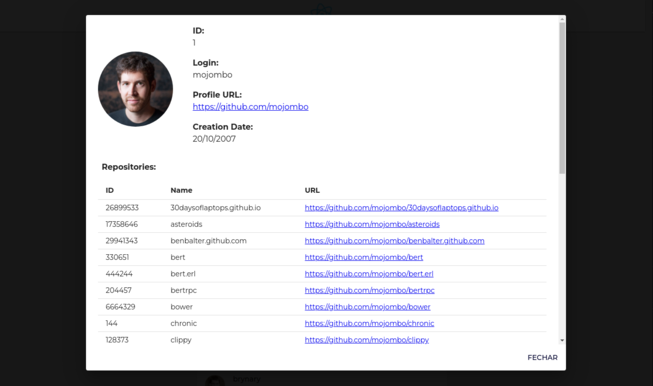 ID:
1
Login:
mojombo
Profile URL:
https://github.com/mojombo
Creation Date:
20/10/2007
Repositories:
ID Name URL
26899533 30daysoflaptops.github.io https://github.com/mojombo/30daysoflaptops.github.io
17358646 asteroids https://github.com/mojombo/asteroids
29941343 benbalter.github.com https://github.com/mojombo/benbalter.github.com
330651 bert https://github.com/mojombo/bert
444244 bert.erl https://github.com/mojombo/bert.erl
204457 bertrpc https://github.com/mojombo/bertrpc
6664329 bower https://github.com/mojombo/bower
144 chronic https://github.com/mojombo/chronic
128373 clippy https://github.com/mojombo/clippy
FECHAR